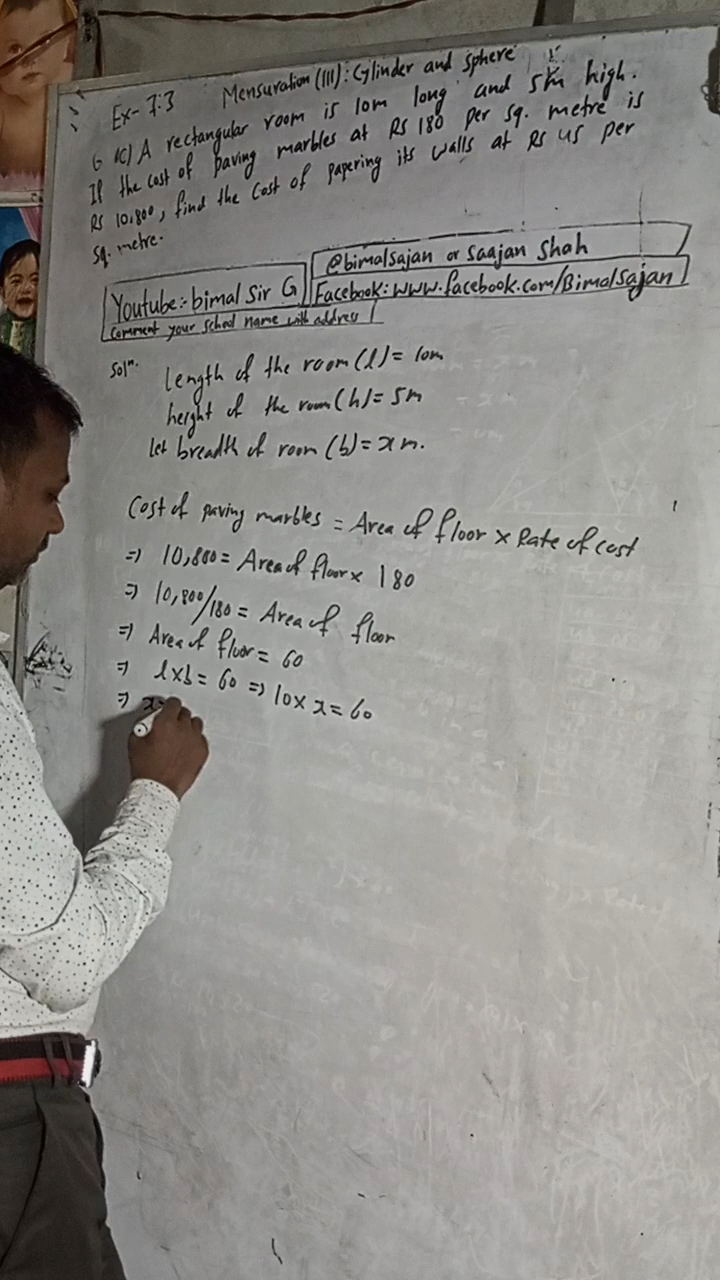 Ex- 7.3 Mensuration (III): Cylinder and sphere
6 (C) A rectangular room is 10m long and 5m high.
If the cost of paving marbles at RS 180 per sq. metre is
RS 10,800, find the cost of papering its walls at RS 45 per
sq. metre.
Youtube:- bimal Sir G
@bimalsajan or Saajan Shah
Facebook: www.facebook.com/Bimalsajan
Comment your school name with address
Solⁿ. Length of the room (l) = 10m
height of the room (h) = 5m
let breadth of room (b) = x m.
Cost of paving marbles = Area of floor × Rate of cost
=> 10,800 = Area of floor × 180
=> 10,800/180 = Area of floor
=> Area of floor = 60
=> l×b = 60 => 10× x = 60
=> x